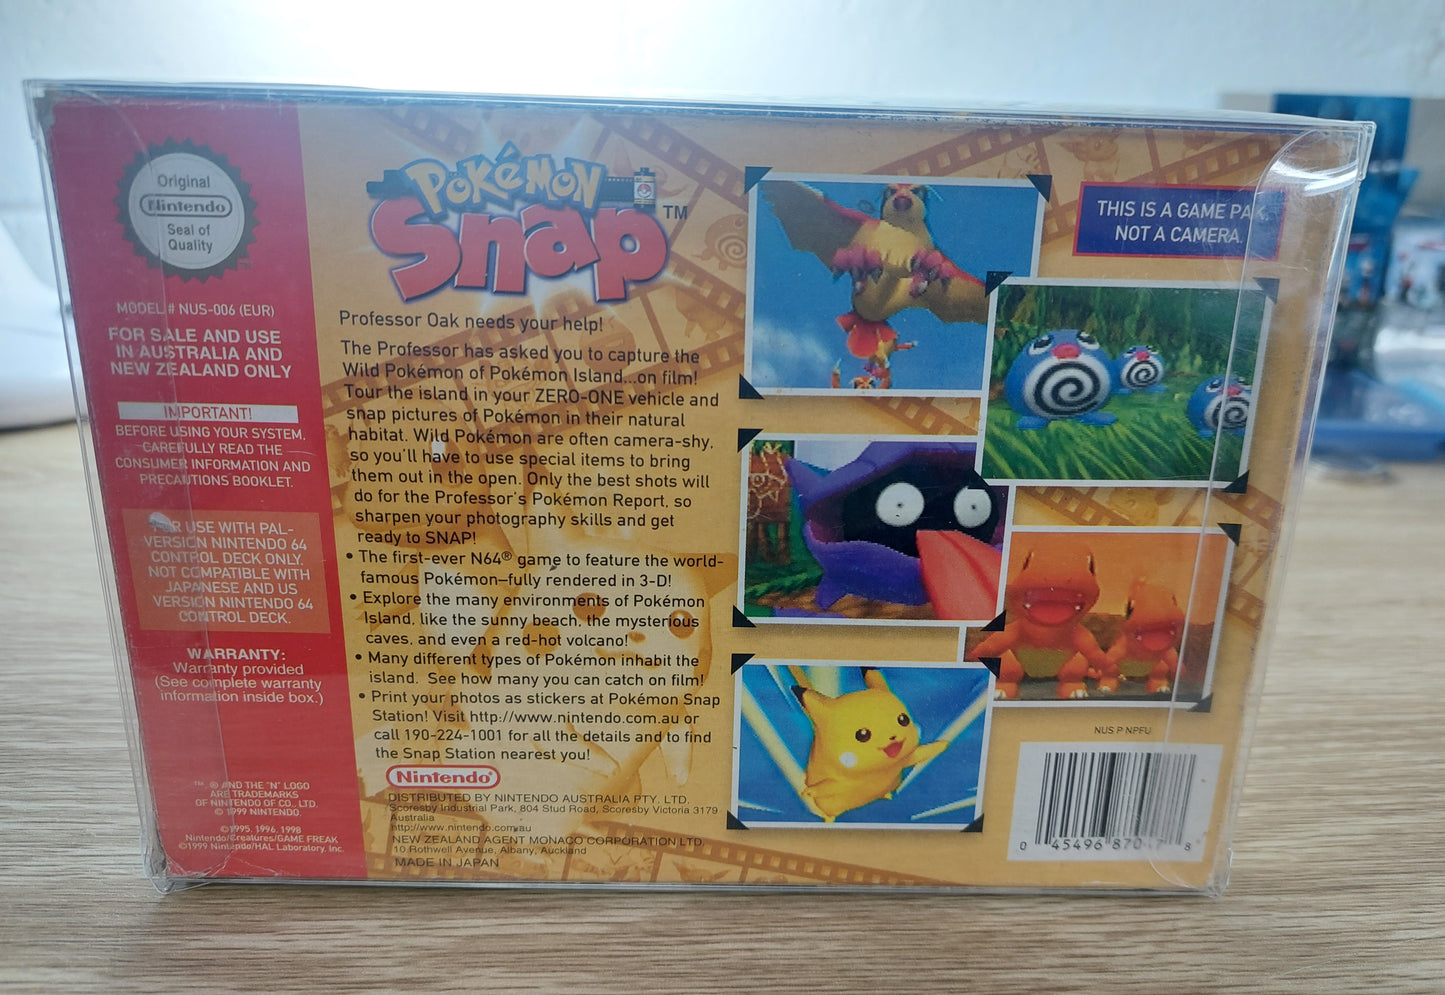 Original
Nintendo
Seal of
Quality
TM
MODEL # NUS-006 (EUR)
FOR SALE AND USE
IN AUSTRALIA AND
NEW ZEALAND ONLY
IMPORTANT!
BEFORE USING YOUR SYSTEM,
CAREFULLY READ THE
CONSUMER INFORMATION AND
PRECAUTIONS BOOKLET.
FOR USE WITH PAL-
VERSION NINTENDO 64
CONTROL DECK ONLY.
NOT COMPATIBLE WITH
JAPANESE AND US
VERSION NINTENDO 64
CONTROL DECK.
WARRANTY:
Warranty provided
(See complete warranty
information inside box.)
™ ® AND THE "N" LOGO
ARE TRADEMARKS
OF NINTENDO OF CO., LTD.
© 1999 NINTENDO.
©1995, 1996, 1998
Nintendo/Creatures/GAME FREAK
©1999 Nintendo/HAL Laboratory, Inc.
POKéMON
Snap™
Professor Oak needs your help!
The Professor has asked you to capture the
Wild Pokémon of Pokémon Island...on film!
Tour the island in your ZERO-ONE vehicle and
snap pictures of Pokémon in their natural
habitat. Wild Pokémon are often camera-shy,
so you'll have to use special items to bring
them out in the open. Only the best shots will
do for the Professor's Pokémon Report, so
sharpen your photography skills and get
ready to SNAP!
• The first-ever N64® game to feature the world-
famous Pokémon–fully rendered in 3-D!
• Explore the many environments of Pokémon
Island, like the sunny beach, the mysterious
caves, and even a red-hot volcano!
• Many different types of Pokémon inhabit the
island. See how many you can catch on film!
• Print your photos as stickers at Pokémon Snap
Station! Visit http://www.nintendo.com.au or
call 190-224-1001 for all the details and to find
the Snap Station nearest you!
Nintendo®
DISTRIBUTED BY NINTENDO AUSTRALIA PTY. LTD.
Scoresby Industrial Park, 804 Stud Road, Scoresby Victoria 3179
Australia
http://www.nintendo.com.au
NEW ZEALAND AGENT MONACO CORPORATION LTD.
10 Rothwell Avenue, Albany, Auckland
MADE IN JAPAN
THIS IS A GAME PAK,
NOT A CAMERA.
NUS P NPFU
0 45496 87047 8